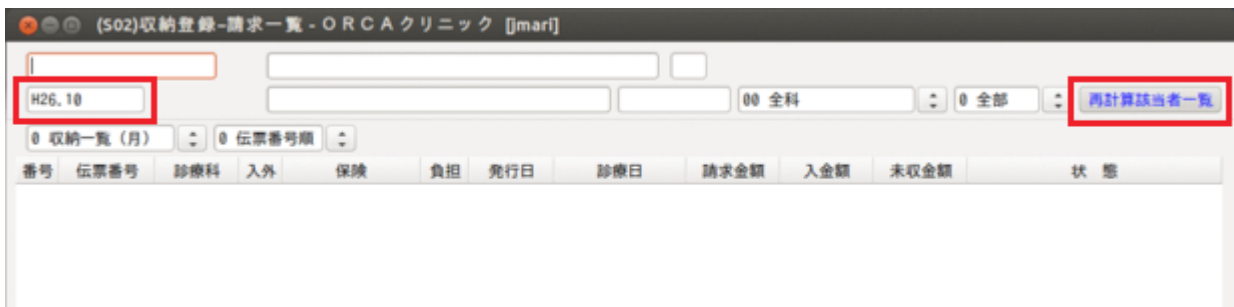 (S02)収納登録-請求一覧 - ORCAクリニック [jmari]
H26.10 00 全科 0 全部 再計算該当者一覧
0 収納一覧（月） 0 伝票番号順
番号 伝票番号 診療科 入外 保険 負担 発行日 診療日 請求金額 入金額 未収金額 状 態